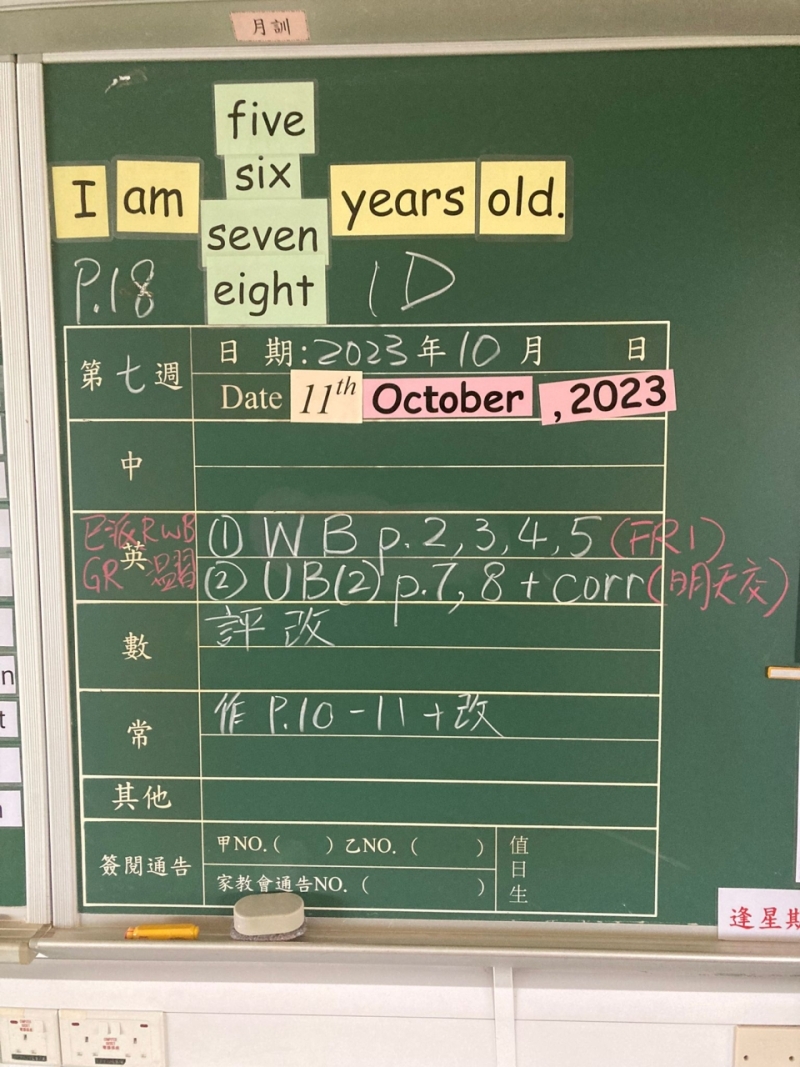 月訓
five
six
I am seven years old.
eight
P.18
1D
第七週
日 期:2023年10月 日
Date 11th October ,2023
中
英
已派RWB
GR 溫習
① WB p.2,3,4,5 (FRI)
② UB(2) p.7,8 + corr(明天交)
數
評改
常
作 P.10-11+改
其他
簽閱通告
甲NO.( ) 乙NO. ( )
家教會通告NO. ( )
值日生
逢星期
n
t